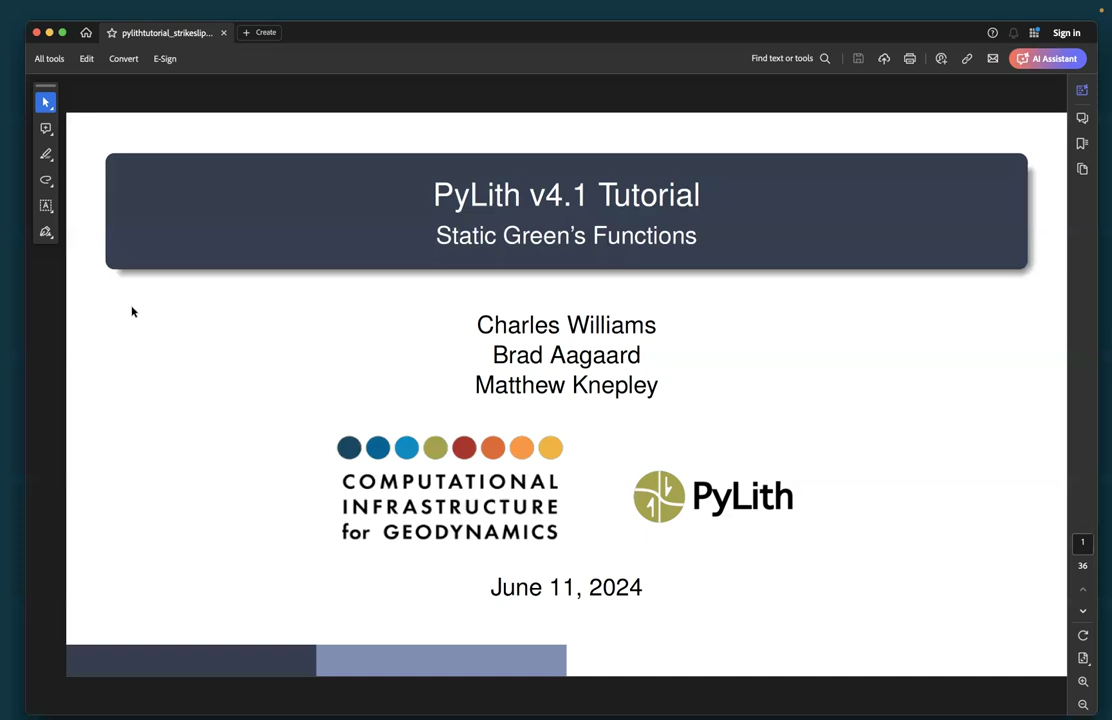 pylithtutorial_strikeslip...
Create
Sign in
All tools
Edit
Convert
E-Sign
Find text or tools
AI Assistant
PyLith v4.1 Tutorial
Static Green's Functions
Charles Williams
Brad Aagaard
Matthew Knepley
COMPUTATIONAL
INFRASTRUCTURE
for GEODYNAMICS
PyLith
June 11, 2024
1
36